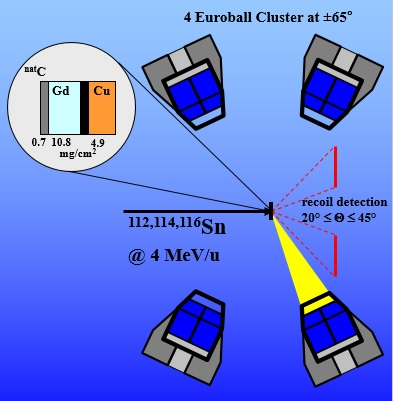 4 Euroball Cluster at ±65°
natC
Gd Cu
0.7 10.8 4.9
mg/cm²
recoil detection
20° ≤ Θ ≤ 45°
112,114,116Sn
@ 4 MeV/u